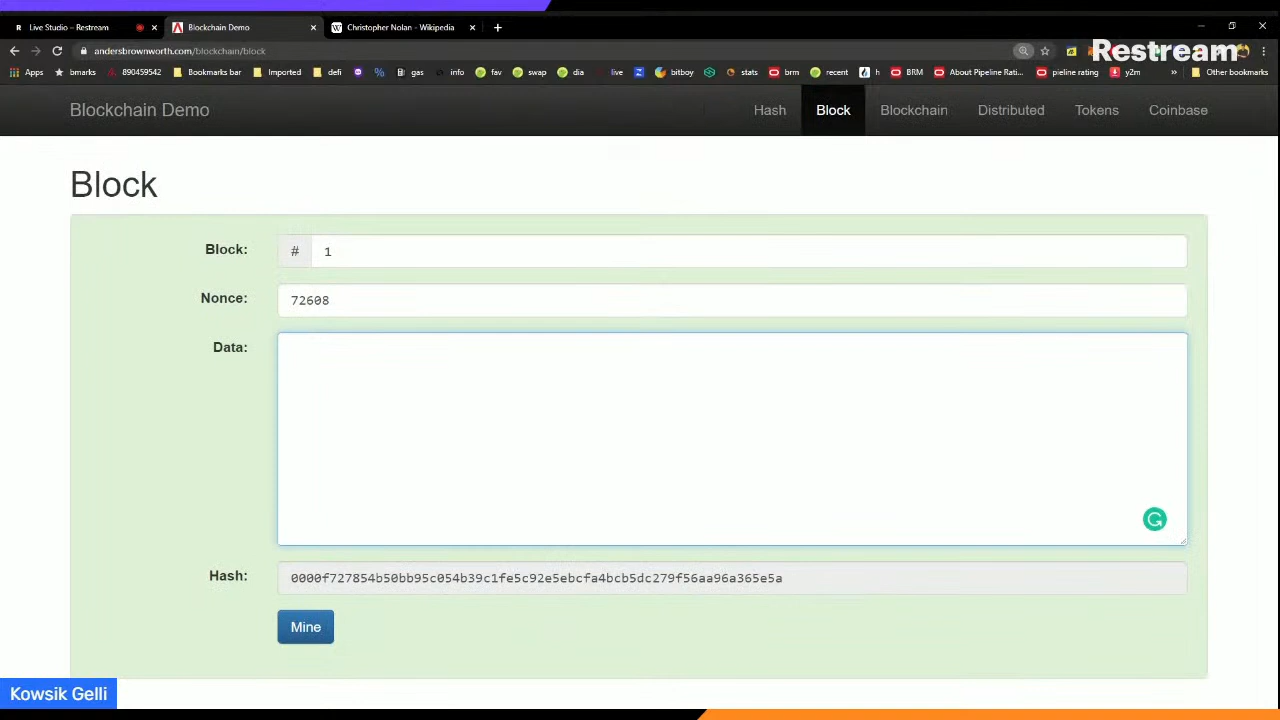 Live Studio – Restream
Blockchain Demo
Christopher Nolan – Wikipedia
andersbrownworth.com/blockchain/block
Restream
Apps bmarks 890459542 Bookmarks bar Imported defi gas info fav swap dia live bitboy stats brm recent h BRM About Pipeline Rati... pieline rating y2m » Other bookmarks
Blockchain Demo Hash Block Blockchain Distributed Tokens Coinbase
Block
Block: # 1
Nonce: 72608
Data:
Hash: 0000f727854b50bb95c054b39c1fe5c92e5ebcfa4bcb5dc279f56aa96a365e5a
Mine
Kowsik Gelli